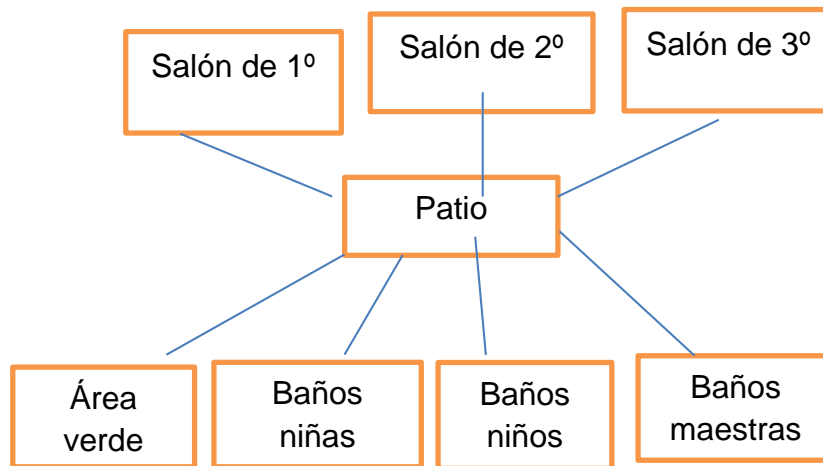 Salón de 1º
Salón de 2º
Salón de 3º
Patio
Área
verde
Baños
niñas
Baños
niños
Baños
maestras